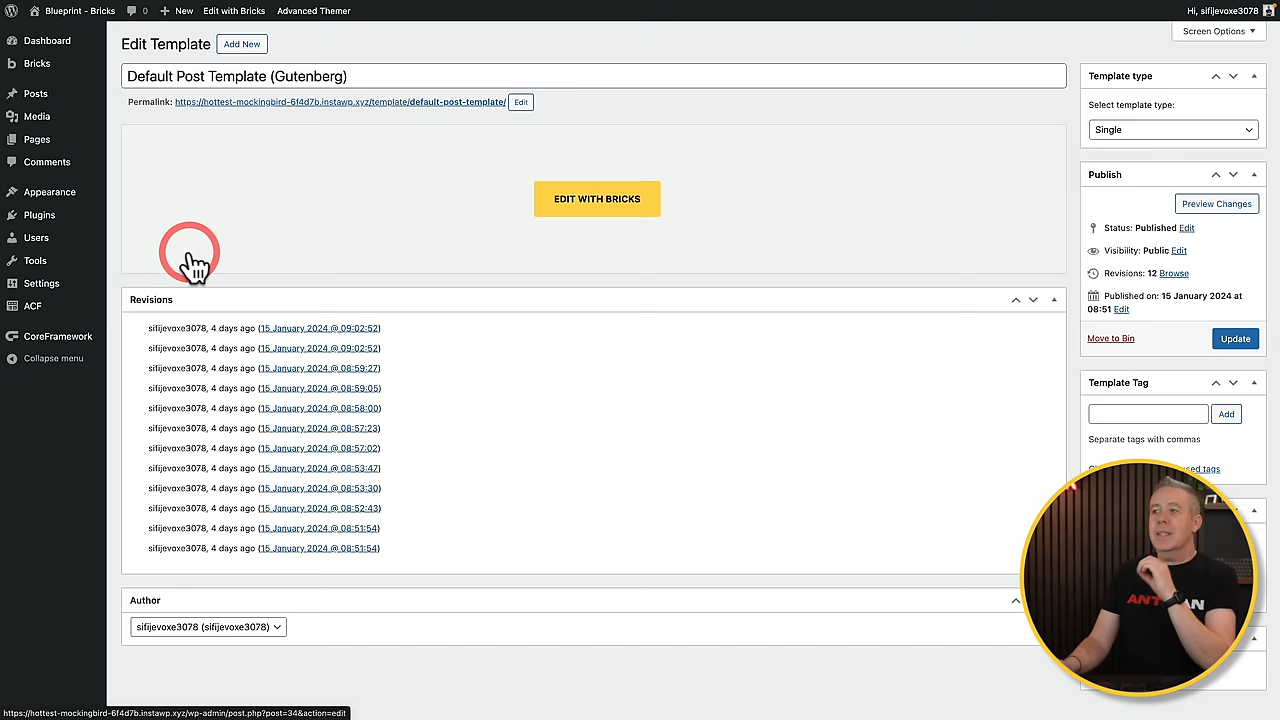 Blueprint - Bricks
0
New
Edit with Bricks
Advanced Themer
Hi, sifijevoxe3078
Dashboard
Bricks
Posts
Media
Pages
Comments
Appearance
Plugins
Users
Tools
Settings
ACF
CoreFramework
Collapse menu
Screen Options
Edit Template
Add New
Default Post Template (Gutenberg)
Permalink: https://hottest-mockingbird-6f4d7b.instawp.xyz/template/default-post-template/ Edit
EDIT WITH BRICKS
Revisions
sifijevoxe3078, 4 days ago (15 January 2024 @ 09:02:52)
sifijevoxe3078, 4 days ago (15 January 2024 @ 09:02:52)
sifijevoxe3078, 4 days ago (15 January 2024 @ 08:59:27)
sifijevoxe3078, 4 days ago (15 January 2024 @ 08:59:05)
sifijevoxe3078, 4 days ago (15 January 2024 @ 08:58:00)
sifijevoxe3078, 4 days ago (15 January 2024 @ 08:57:23)
sifijevoxe3078, 4 days ago (15 January 2024 @ 08:57:02)
sifijevoxe3078, 4 days ago (15 January 2024 @ 08:53:47)
sifijevoxe3078, 4 days ago (15 January 2024 @ 08:53:30)
sifijevoxe3078, 4 days ago (15 January 2024 @ 08:52:43)
sifijevoxe3078, 4 days ago (15 January 2024 @ 08:51:54)
sifijevoxe3078, 4 days ago (15 January 2024 @ 08:51:54)
Author
sifijevoxe3078 (sifijevoxe3078)
Template type
Select template type:
Single
Publish
Preview Changes
Status: Published Edit
Visibility: Public Edit
Revisions: 12 Browse
Published on: 15 January 2024 at
08:51 Edit
Move to Bin
Update
Template Tag
Add
Separate tags with commas
tags
https://hottest-mockingbird-6f4d7b.instawp.xyz/wp-admin/post.php?post=34&action=edit